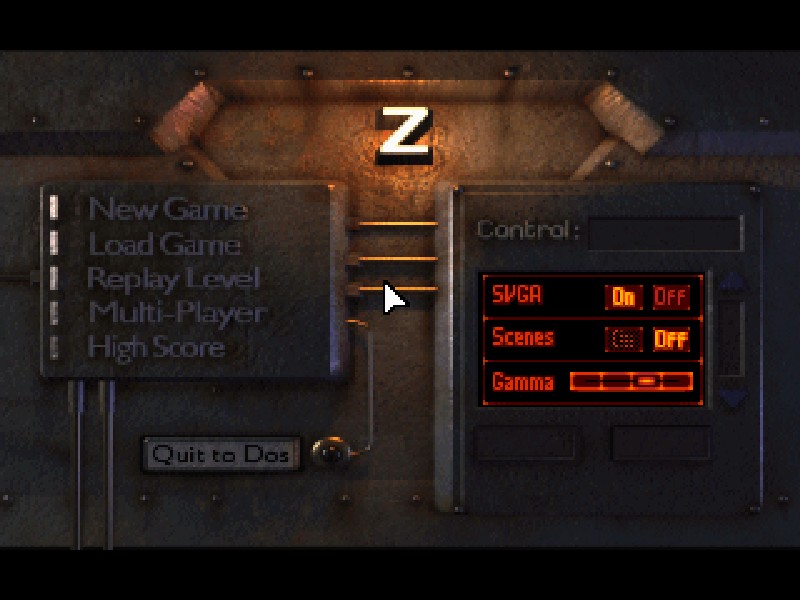 Z
New Game
Load Game
Replay Level
Multi-Player
High Score
Quit to Dos
Control:
SVGA On Off
Scenes Off
Gamma